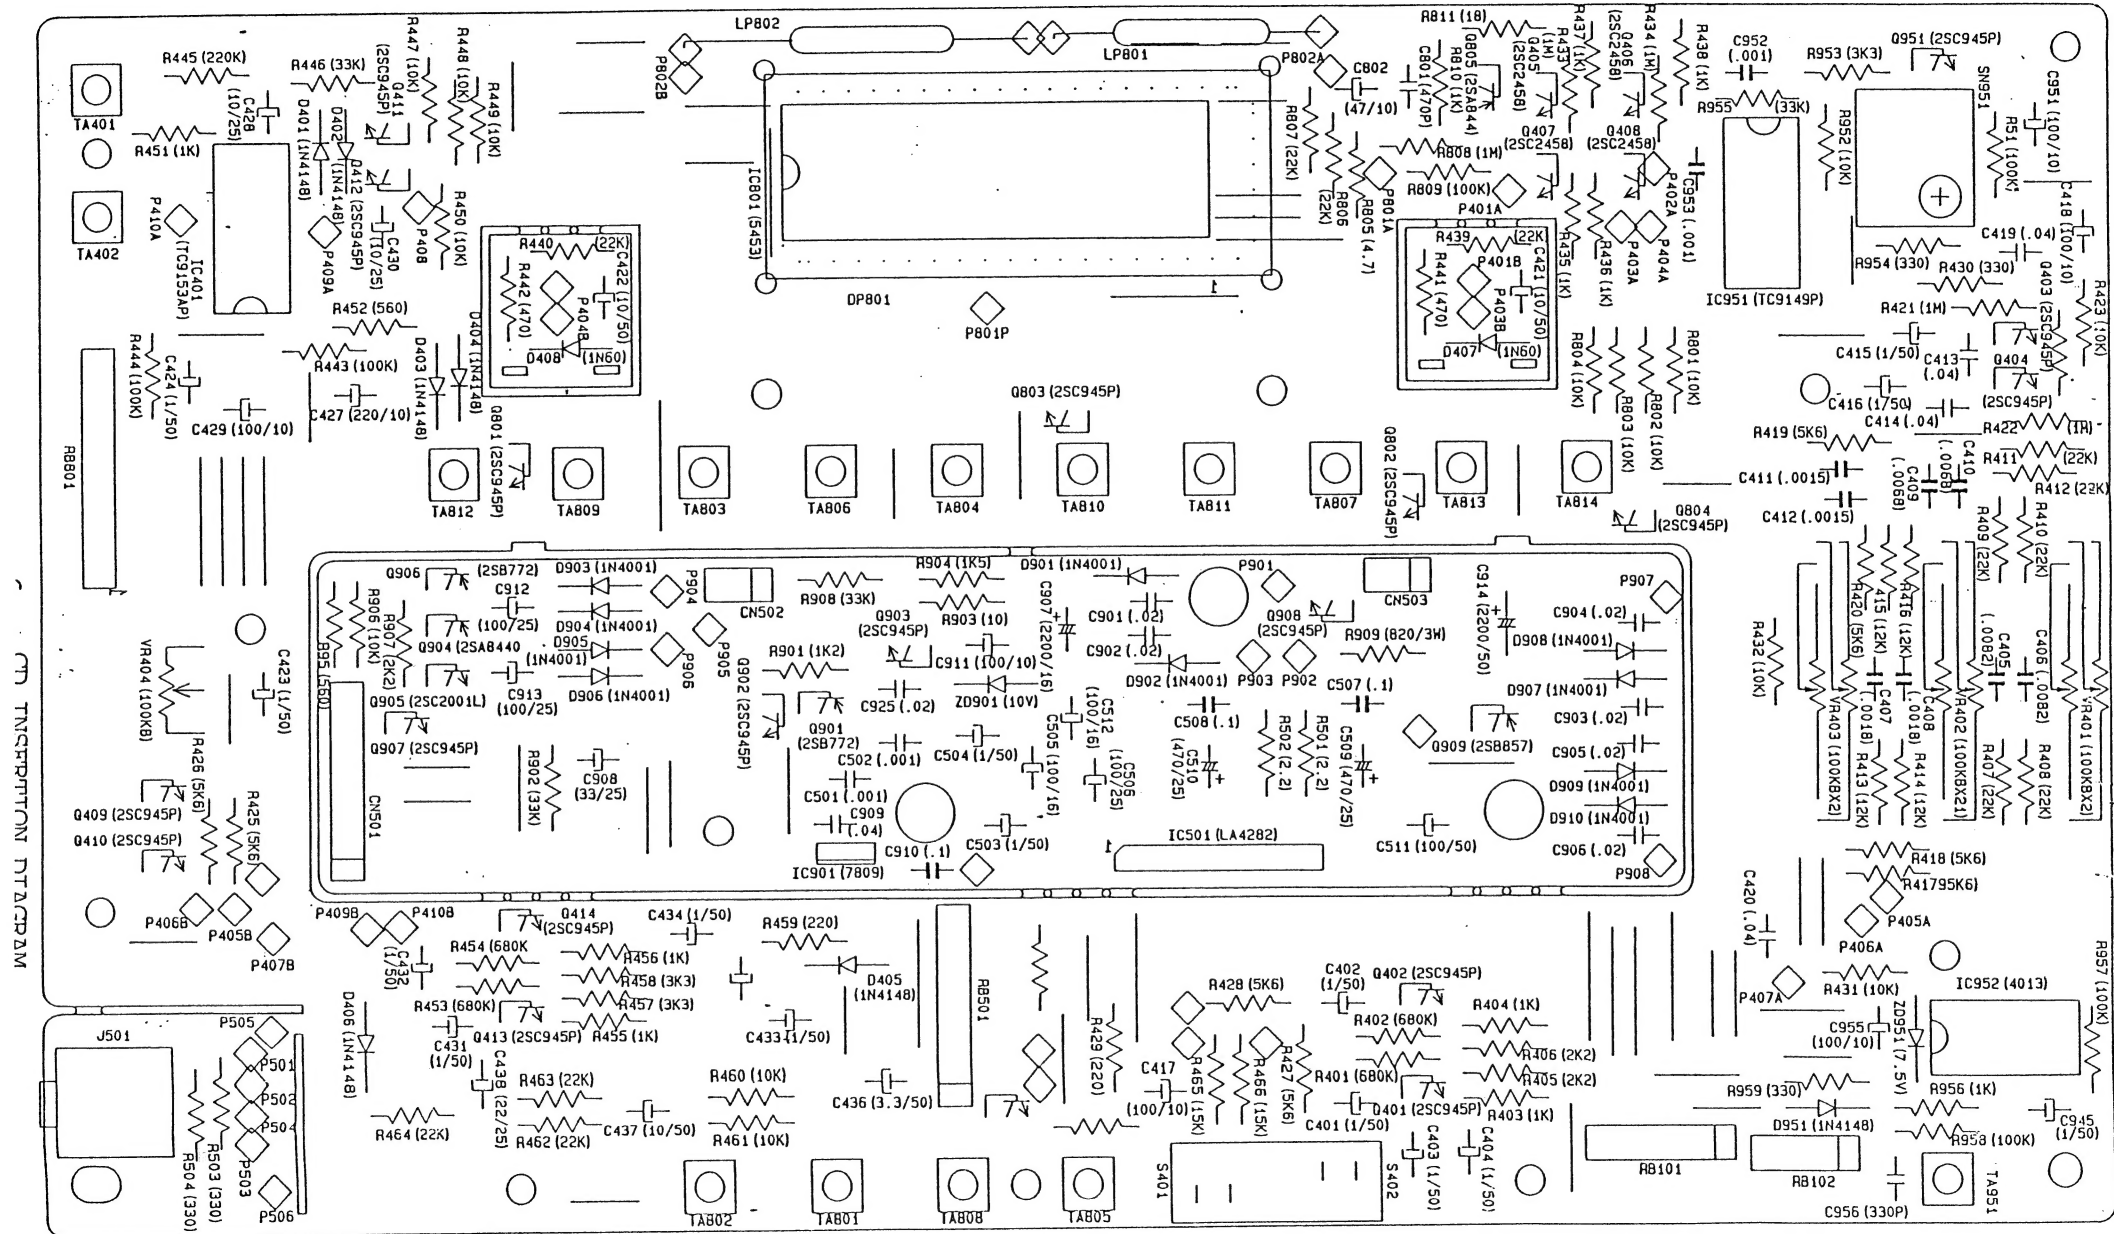 LP802
LP801
R811 (18)
R445 (220K)
R446 (33K)
(2SC945P)
Q411
R447 (10K)
R448 (10K)
R449 (10K)
P802B
P802A
C802
(47/10)
C801 (470P)
R810 (1K)
Q805 (2SA844)
Q405
(2SC2458)
R433
(1M)
R437 (1K)
Q406
(2SC2458)
R434 (1M)
R438 (1K)
C952
(.001)
R953 (3K3)
Q951 (2SC945P)
SN951
C951 (100/10)
TA401
C428
(10/25)
D401 (1N4148)
D402
(1N4148)
Q412 (2SC945P)
R451 (1K)
R955
(33K)
R952 (10K)
R51 (100K)
R807 (22K)
R806
(22K)
R805 (4.7)
R808 (1M)
R809 (100K)
Q407
(2SC2458)
Q408
(2SC2458)
P801A
P402A
C953 (.001)
IC801 (5453)
P410A
TA402
(TC9153AP)
IC401
P409A
C430
(10/25)
P408
R450 (10K)
R440
(22K)
R442 (470)
C422 (10/50)
P404B
D408
(1N60)
DP801
P801P
1
P401A
R439
(22K)
P401B
C421 (10/50)
R441 (470)
P403B
D407
(1N60)
R435 (1K)
R436 (1K)
P403A
P404A
IC951 (TC9149P)
C418 (100/10)
C419 (.04)
R954 (330)
R430 (330)
Q403 (2SC945P)
R423 (10K)
R421 (1M)
C415 (1/50)
C413
(.04)
Q404
(2SC945P)
C416 (1/50)
C414 (.04)
R422
(1M)
R411
(22K)
R412 (22K)
R419 (5K6)
C411 (.0015)
C412 (.0015)
C409
(.0068)
C410
(.0068)
R452 (560)
R443 (100K)
R444 (100K)
C424 (1/50)
C429 (100/10)
C427 (220/10)
D403 (1N4148)
D404 (1N4148)
RB801
Q801 (2SC945P)
Q803 (2SC945P)
Q802 (2SC945P)
Q804
(2SC945P)
R804 (10K)
R803 (10K)
R802 (10K)
R801 (10K)
TA812
TA809
TA803
TA806
TA804
TA810
TA811
TA807
TA813
TA814
R409 (22K)
R410 (22K)
Q906
(2SB772)
D903 (1N4001)
C912
(100/25)
D904 (1N4001)
Q904 (2SA8440
D905
(1N4001)
D906 (1N4001)
C913
(100/25)
Q905 (2SC2001L)
Q907 (2SC945P)
R906 (10K)
R907 (2K2)
R95 (560)
CN501
P904
P905
P906
CN502
R908 (33K)
R904 (1K5)
R903 (10)
Q903
(2SC945P)
C911 (100/10)
R901 (1K2)
C925 (.02)
ZD901 (10V)
Q902 (2SC945P)
Q901
(2SB772)
C502 (.001)
C501 (.001)
C504 (1/50)
C909
(.04)
C910 (.1)
IC901 (7809)
C503 (1/50)
R902 (33K)
C908
(33/25)
D901 (1N4001)
C907 (2200/16)
C901 (.02)
C902 (.02)
D902 (1N4001)
C505 (100/16)
C512
(100/16)
C506
(100/25)
C508 (.1)
C510
(470/25)
R502 (2.2)
R501 (2.2)
C509 (470/25)
C507 (.1)
IC501 (LA4282)
1
C511 (100/50)
P901
P902
P903
Q908
(2SC945P)
R909 (820/3W)
CN503
C914 (2200/50)
Q909 (2SB857)
P907
C904 (.02)
D908 (1N4001)
D907 (1N4001)
C903 (.02)
C905 (.02)
D909 (1N4001)
D910 (1N4001)
C906 (.02)
P908
R432 (10K)
R420 (5K6)
415 (12K)
R416 (12K)
VR403 (100KBX2)
C407
(.0018)
C408
(.0018)
VR402 (100KBX21)
C405
(.0082)
C406 (.0082)
VR401 (100KBX2)
R413 (12K)
R414 (12K)
R407 (22K)
R408 (22K)
R418 (5K6)
R41795K6)
P405A
P406A
C420 (.04)
P407A
R431 (10K)
IC952 (4013)
R957 (100K)
ZD951 (7.5V)
C955
(100/10)
R959 (330)
R956 (1K)
D951 (1N4148)
R958 (100K)
C945
(1/50)
RB101
RB102
C956 (330P)
TA951
VR404 (100KB)
C423 (1/50)
R426 (5K6)
R425 (5K6)
Q409 (2SC945P)
Q410 (2SC945P)
P406B
P405B
P407B
P409B
P410B
Q414
(2SC945P)
C434 (1/50)
R459 (220)
R454 (680K
C432
(1/50)
R456 (1K)
R458 (3K3)
R457 (3K3)
R455 (1K)
R453 (680K)
Q413 (2SC945P)
C431
(1/50)
D406 (1N4148)
D405
(1N4148)
C433 (1/50)
RB501
R429 (220)
C438 (22/25)
R463 (22K)
R462 (22K)
R460 (10K)
R461 (10K)
C437 (10/50)
C436 (3.3/50)
R464 (22K)
R428 (5K6)
C402
(1/50)
Q402 (2SC945P)
R402 (680K)
R404 (1K)
R406 (2K2)
R405 (2K2)
R403 (1K)
R401 (680K)
Q401 (2SC945P)
C401 (1/50)
C417
(100/10)
R465 (15K)
R466 (15K)
R427 (5K6)
C403 (1/50)
C404 (1/50)
S401
S402
J501
P505
P501
P502
P504
P503
P506
R504 (330)
R503 (330)
TA802
TA801
TA808
TA805
INSERTION DIAGRAM